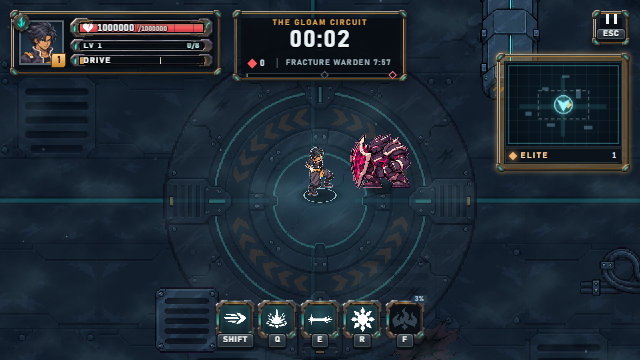 1000000 /1000000
LV 1 0/8
DRIVE
1
THE GLOAM CIRCUIT
00:02
0 FRACTURE WARDEN 7:57
ESC
ELITE 1
3%
SHIFT Q E R F